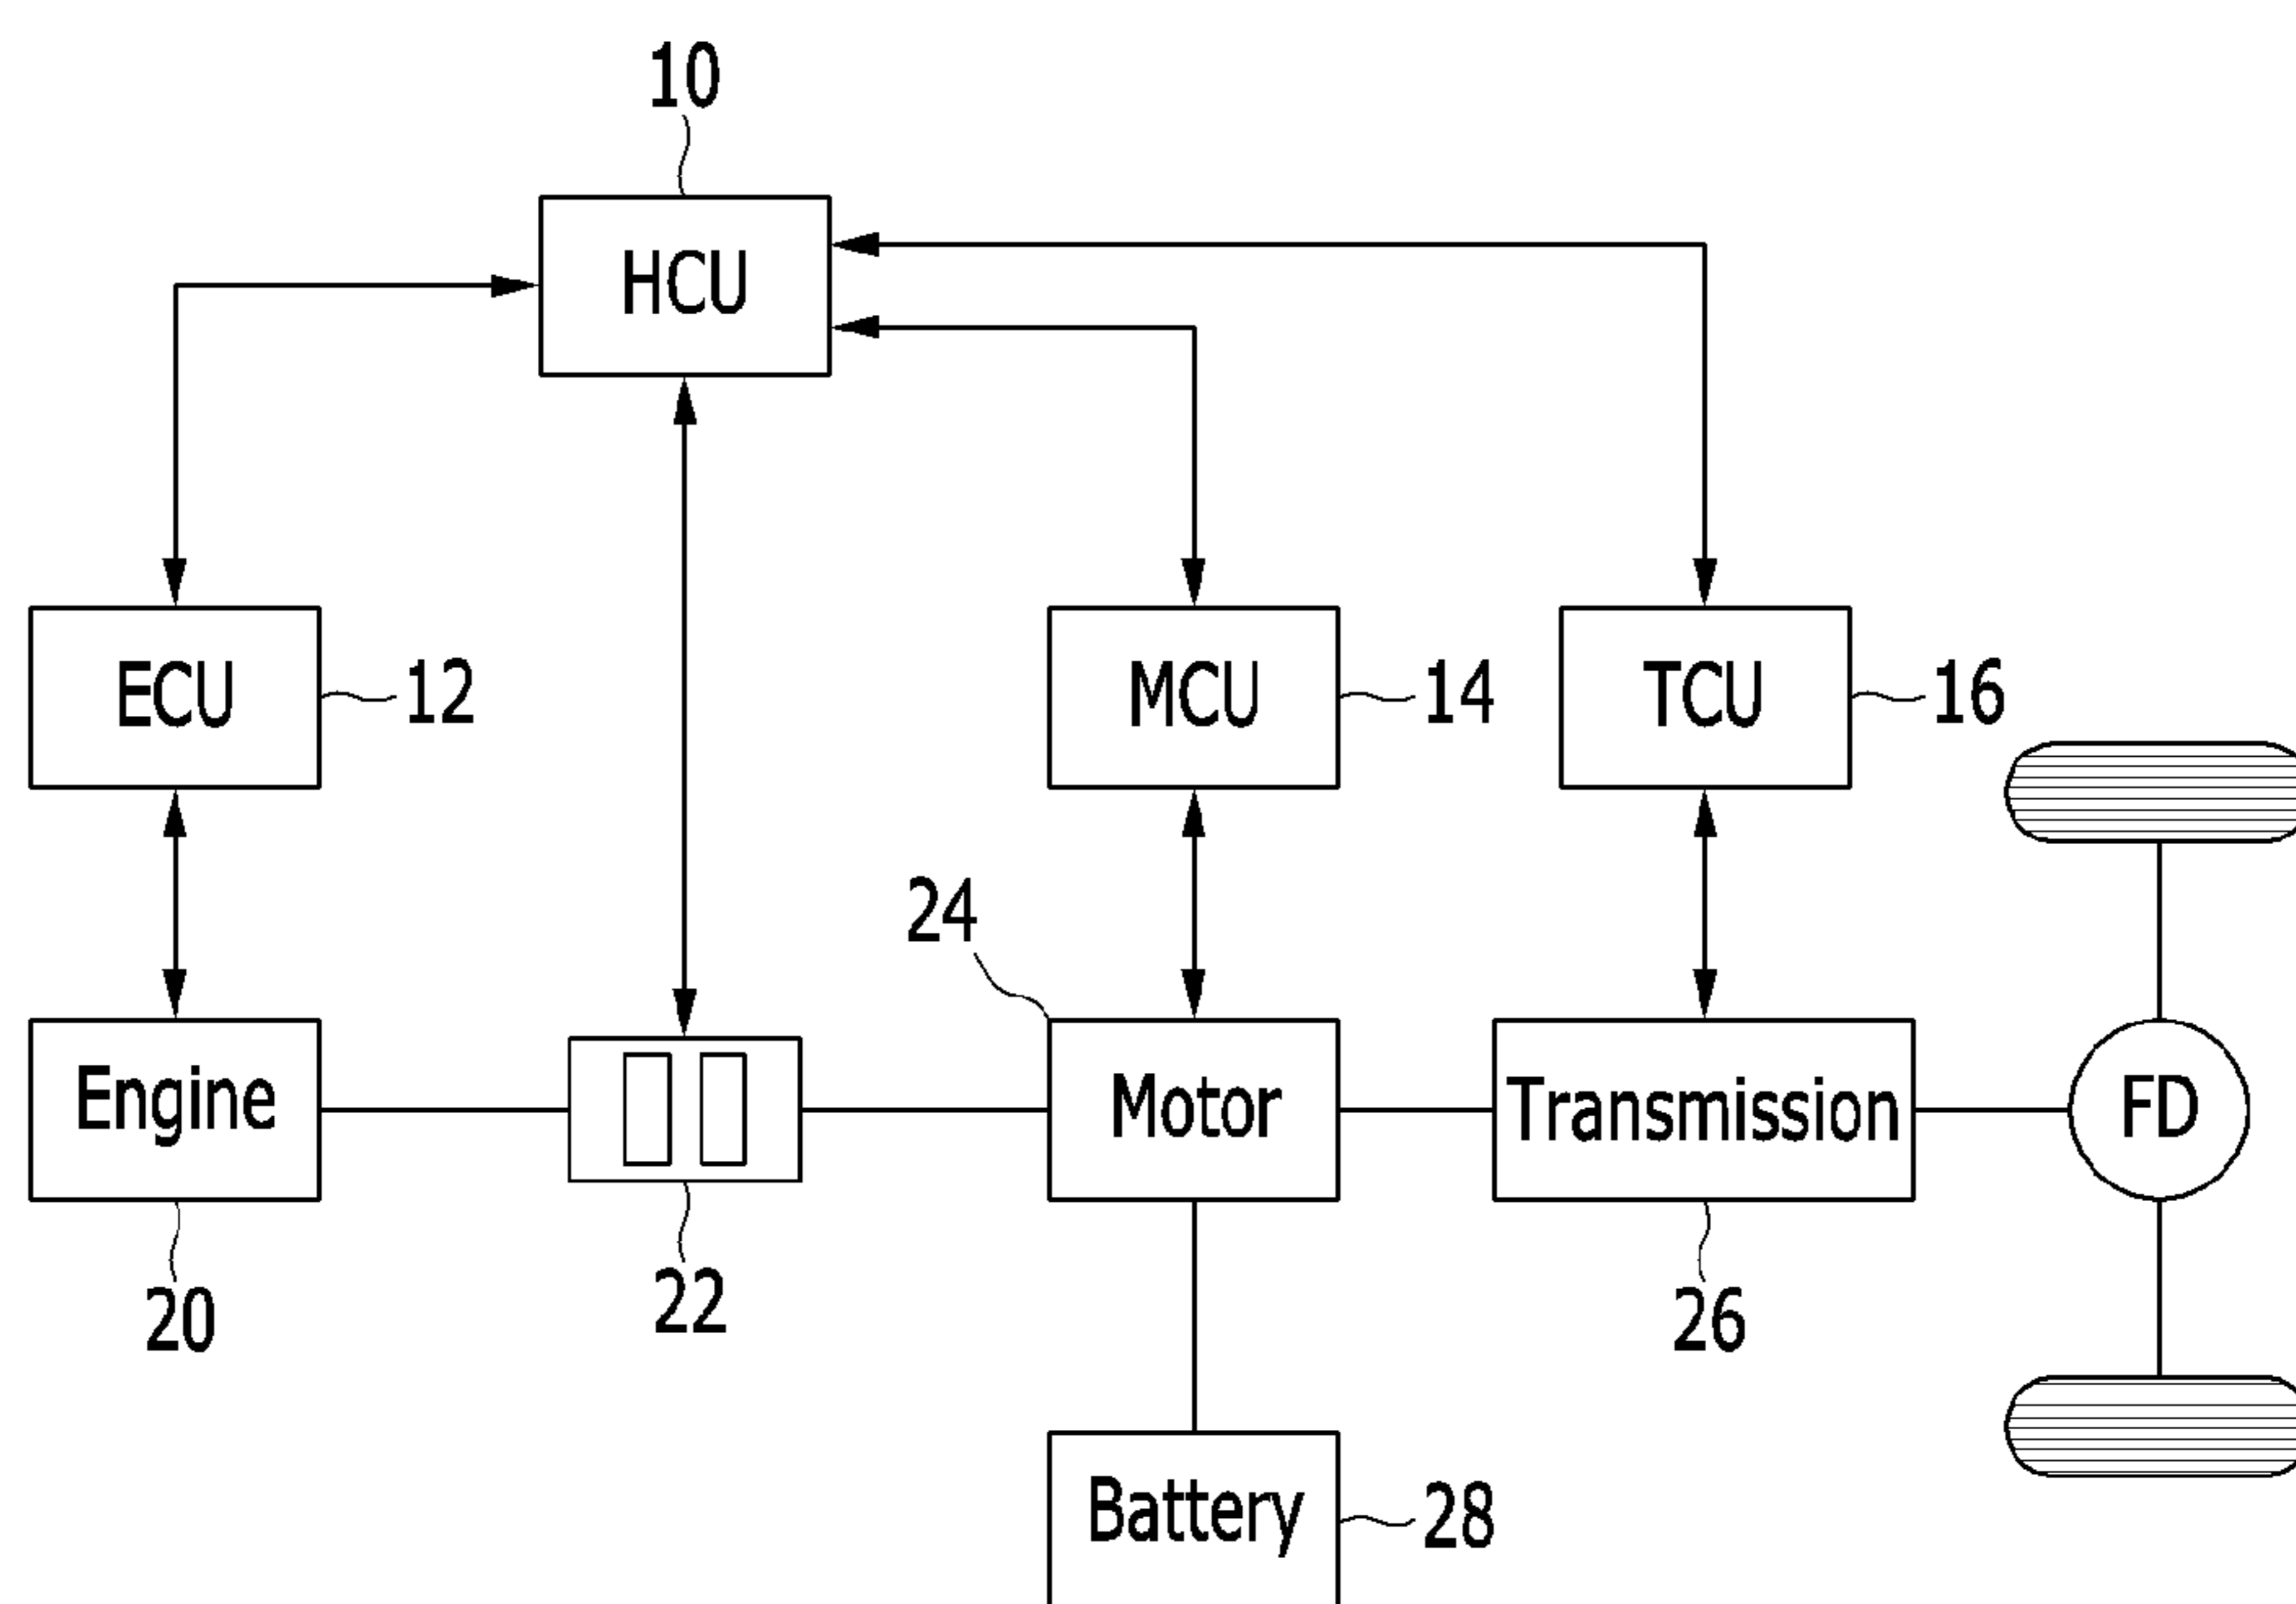 10
HCU
ECU
12
MCU
14
TCU
16
24
Engine
Motor
Transmission
FD
20
22
26
Battery
28